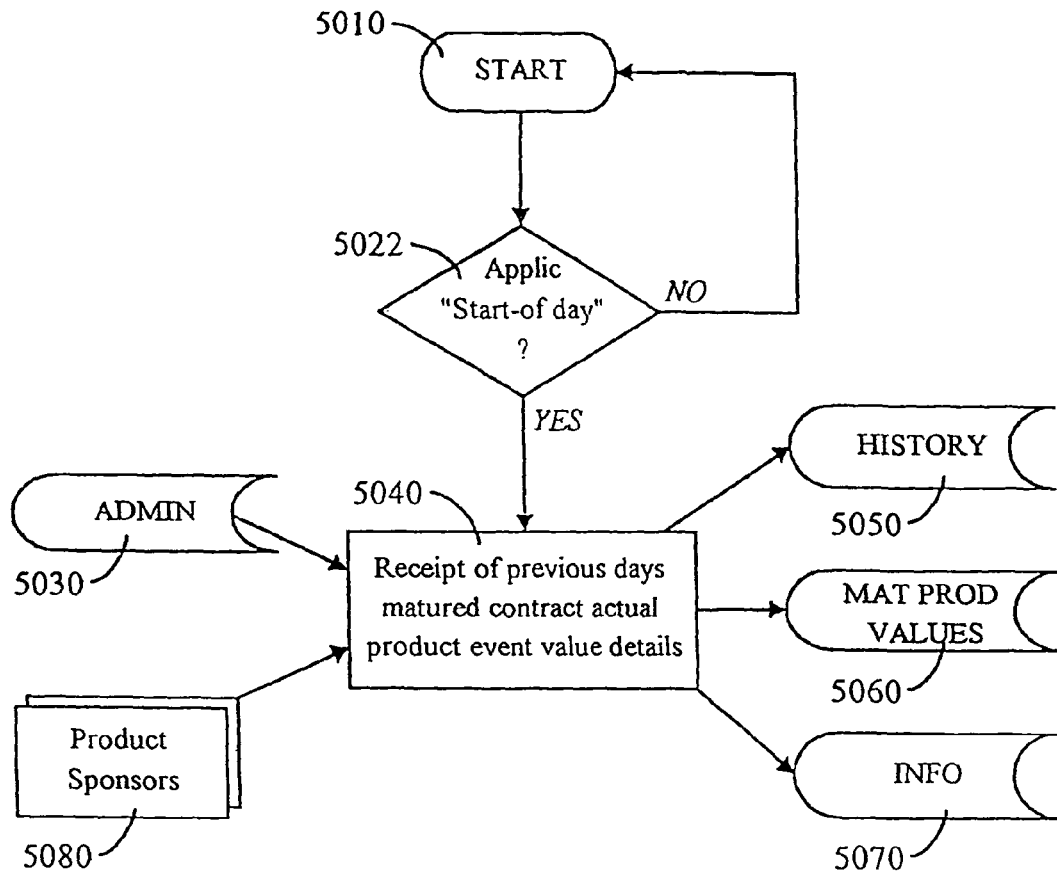 5010
START
5022
Applic
"Start-of day"
?
NO
YES
HISTORY
5050
ADMIN
5030
5040
Receipt of previous days
matured contract actual
product event value details
MAT PROD
VALUES
5060
Product
Sponsors
5080
INFO
5070